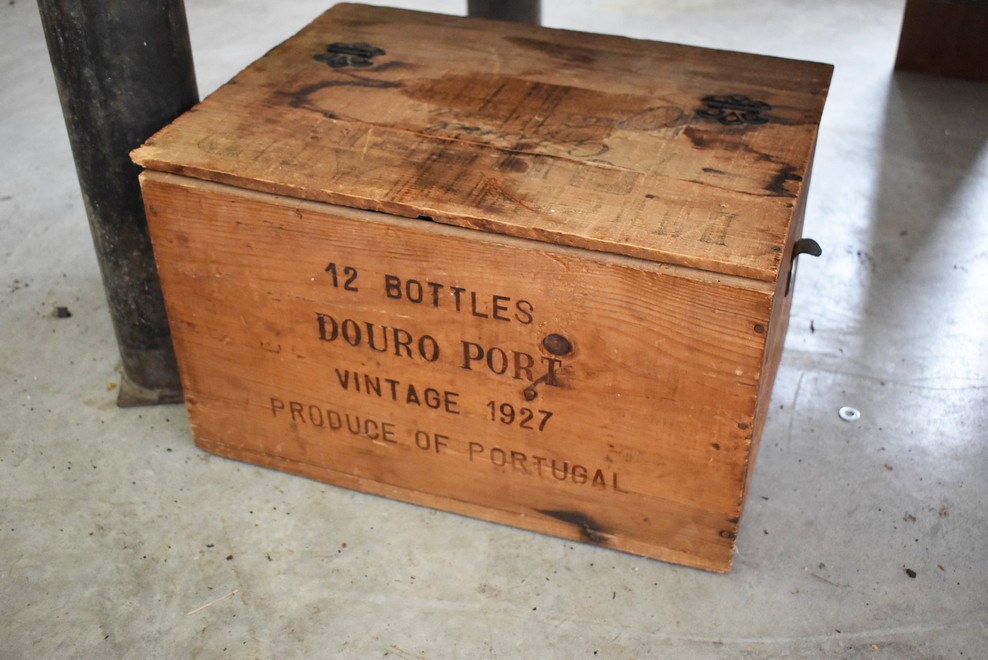 12 BOTTLES
DOURO PORT
VINTAGE 1927
PRODUCE OF PORTUGAL